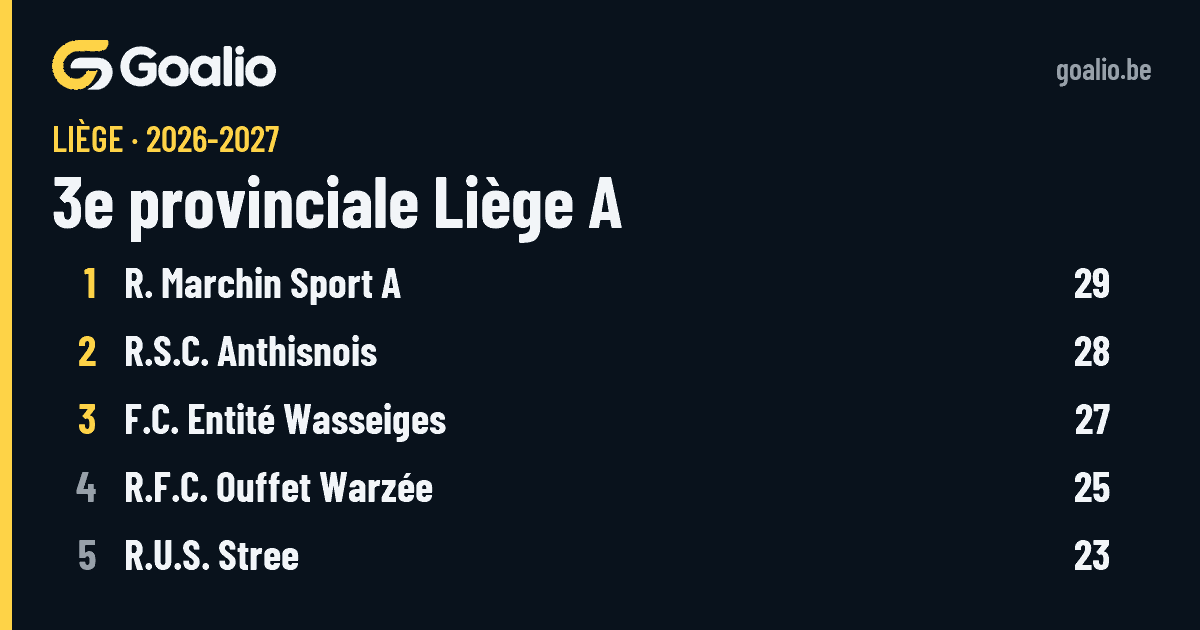 Goalio
goalio.be
LIÈGE · 2026-2027
3e provinciale Liège A
1 R. Marchin Sport A 29
2 R.S.C. Anthisnois 28
3 F.C. Entité Wasseiges 27
4 R.F.C. Ouffet Warzée 25
5 R.U.S. Stree 23